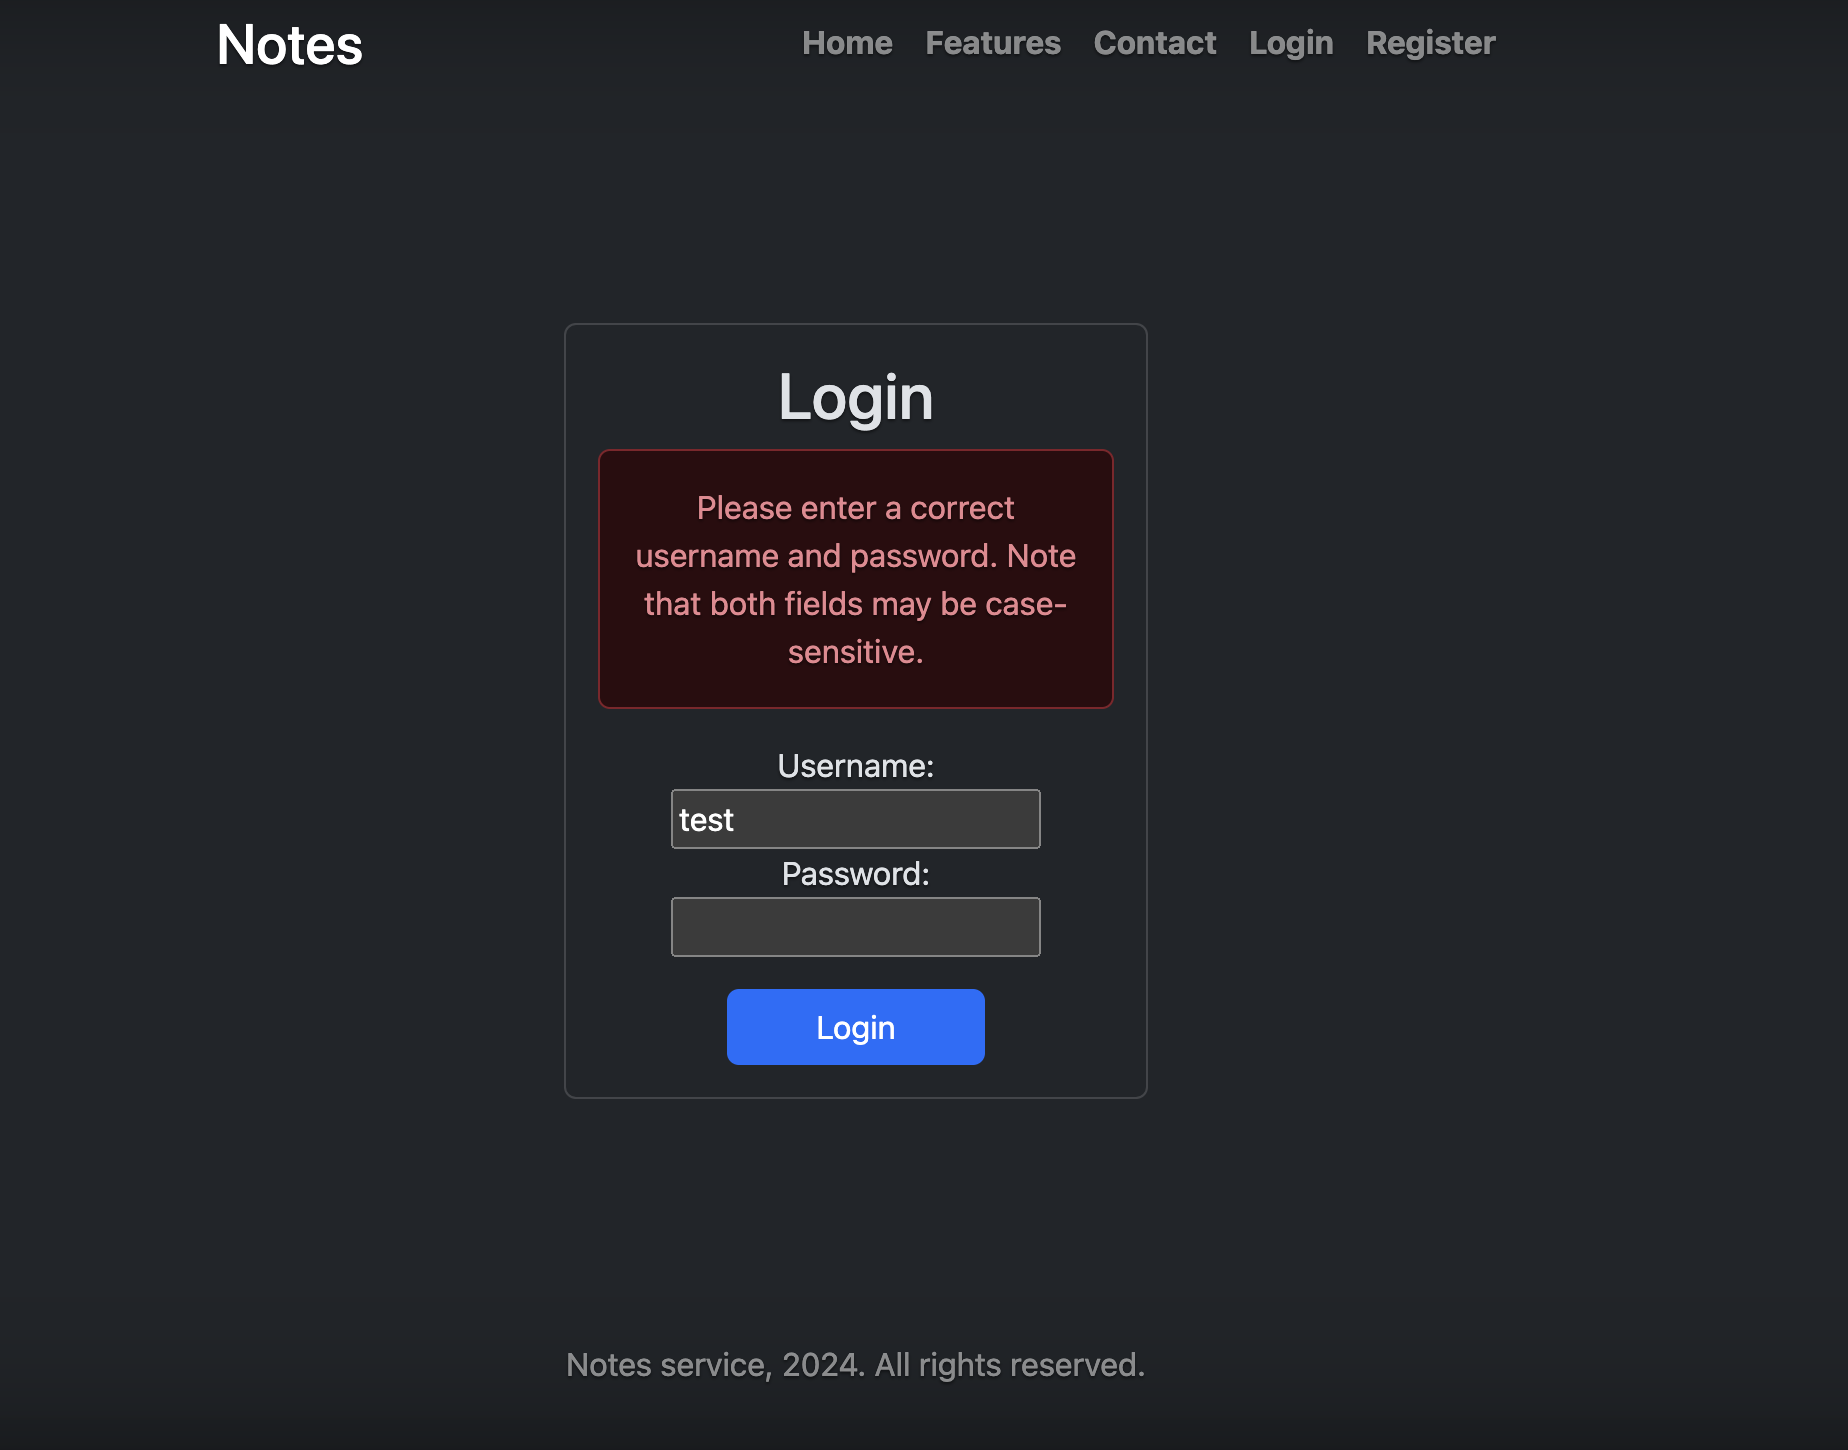 Notes
Home Features Contact Login Register
Login
Please enter a correct
username and password. Note
that both fields may be case-
sensitive.
Username:
test
Password:
Login
Notes service, 2024. All rights reserved.